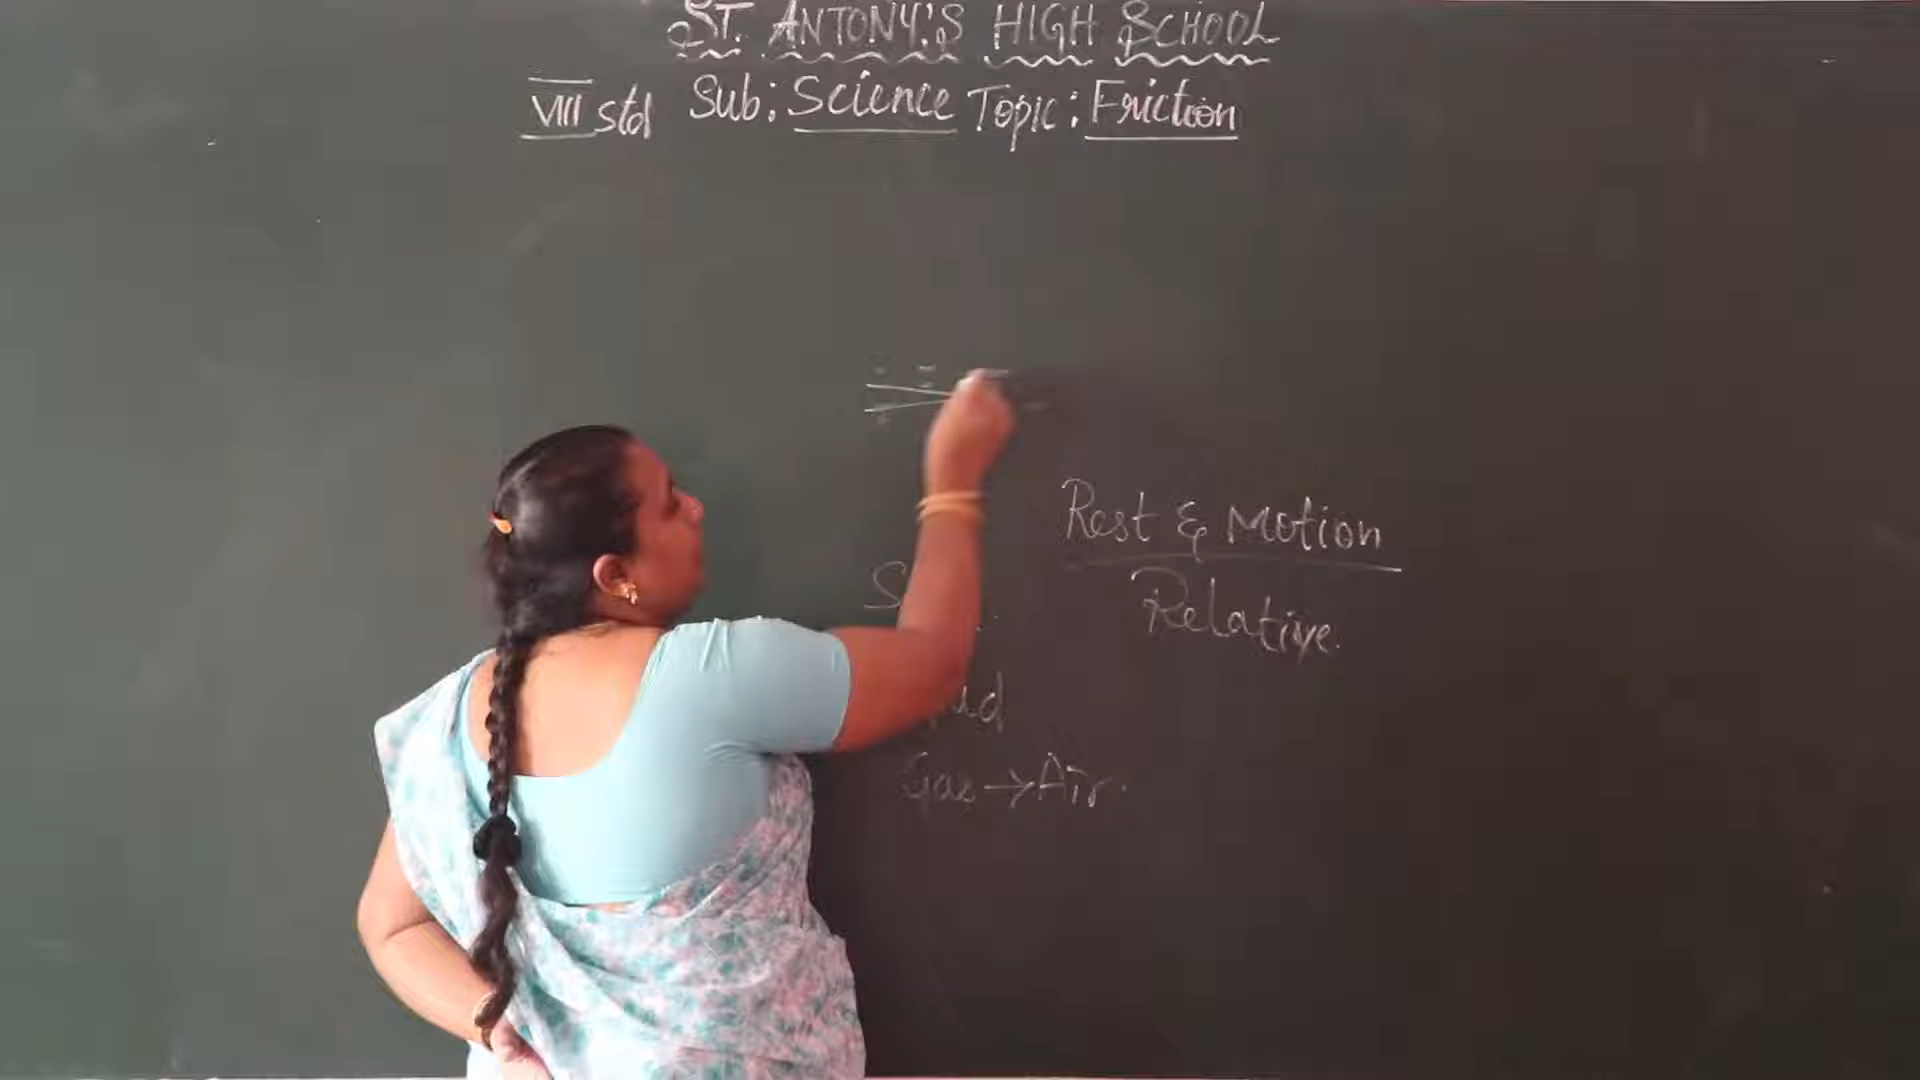 ST. ANTONY'S HIGH SCHOOL
VIII std Sub: Science Topic: Friction
Rest & Motion
Relative.
Gas → Air.